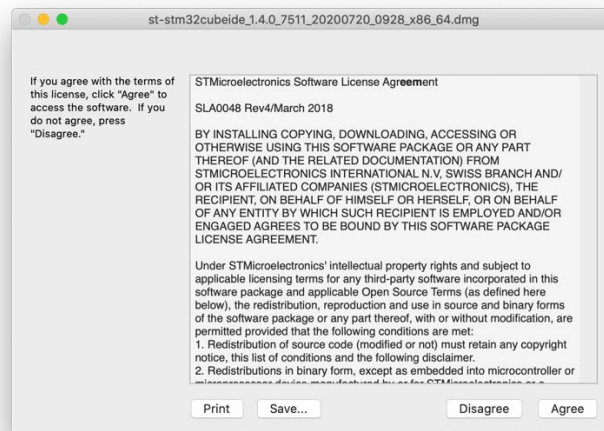 st-stm32cubeide_1.4.0_7511_20200720_0928_x86_64.dmg
If you agree with the terms of
this license, click "Agree" to
access the software. If you
do not agree, press
"Disagree."
STMicroelectronics Software License Agreement
SLA0048 Rev4/March 2018
BY INSTALLING COPYING, DOWNLOADING, ACCESSING OR
OTHERWISE USING THIS SOFTWARE PACKAGE OR ANY PART
THEREOF (AND THE RELATED DOCUMENTATION) FROM
STMICROELECTRONICS INTERNATIONAL N.V, SWISS BRANCH AND/
OR ITS AFFILIATED COMPANIES (STMICROELECTRONICS), THE
RECIPIENT, ON BEHALF OF HIMSELF OR HERSELF, OR ON BEHALF
OF ANY ENTITY BY WHICH SUCH RECIPIENT IS EMPLOYED AND/OR
ENGAGED AGREES TO BE BOUND BY THIS SOFTWARE PACKAGE
LICENSE AGREEMENT.
Under STMicroelectronics' intellectual property rights and subject to
applicable licensing terms for any third-party software incorporated in this
software package and applicable Open Source Terms (as defined here
below), the redistribution, reproduction and use in source and binary forms
of the software package or any part thereof, with or without modification, are
permitted provided that the following conditions are met:
1. Redistribution of source code (modified or not) must retain any copyright
notice, this list of conditions and the following disclaimer.
2. Redistributions in binary form, except as embedded into microcontroller or
microprocessor device manufactured by or for STMicroelectronics or a
Print
Save...
Disagree
Agree